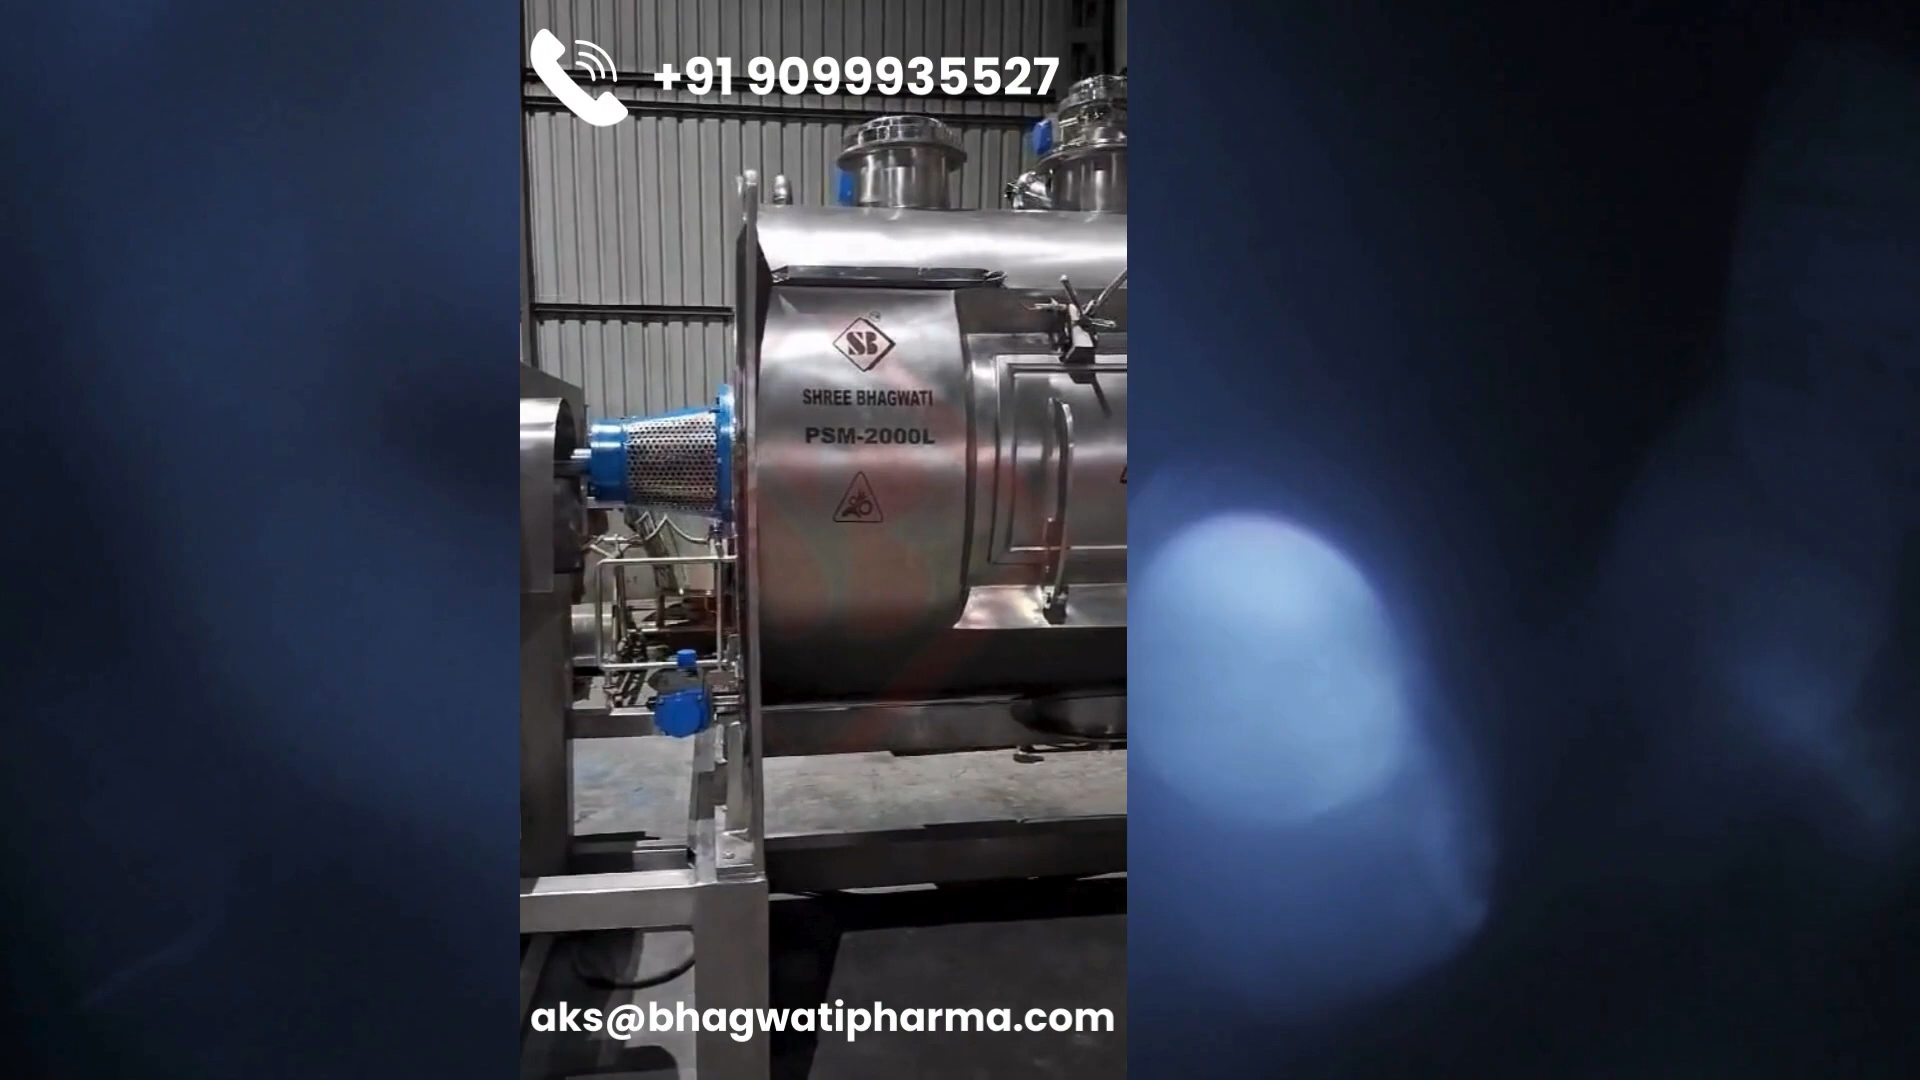 +91 9099935527
SB
SHREE BHAGWATI
PSM-2000L
aks@bhagwatipharma.com